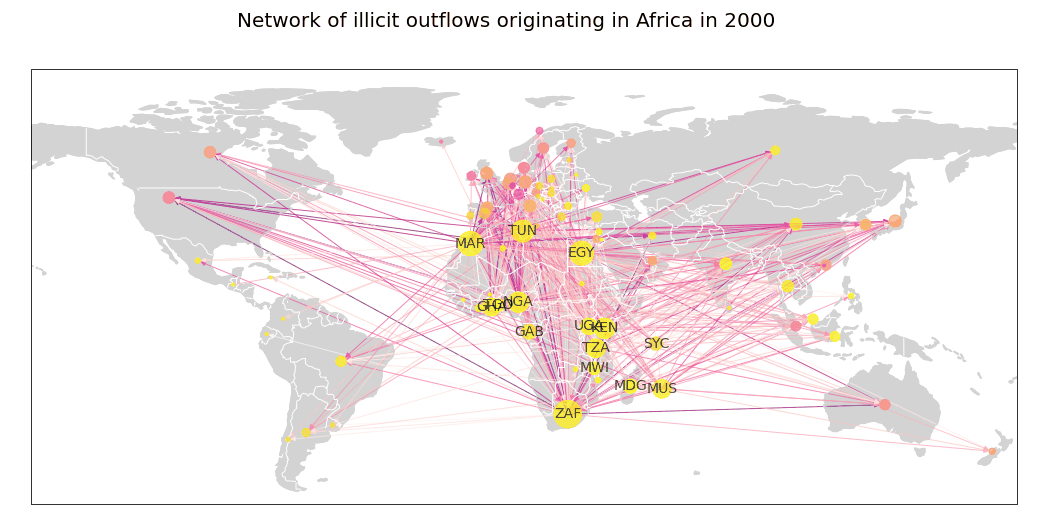 Network of illicit outflows originating in Africa in 2000
TUN
MAR
EGY
NGA
TGO
GHA
UGA
KEN
GAB
SYC
TZA
MWI
MDG
MUS
ZAF